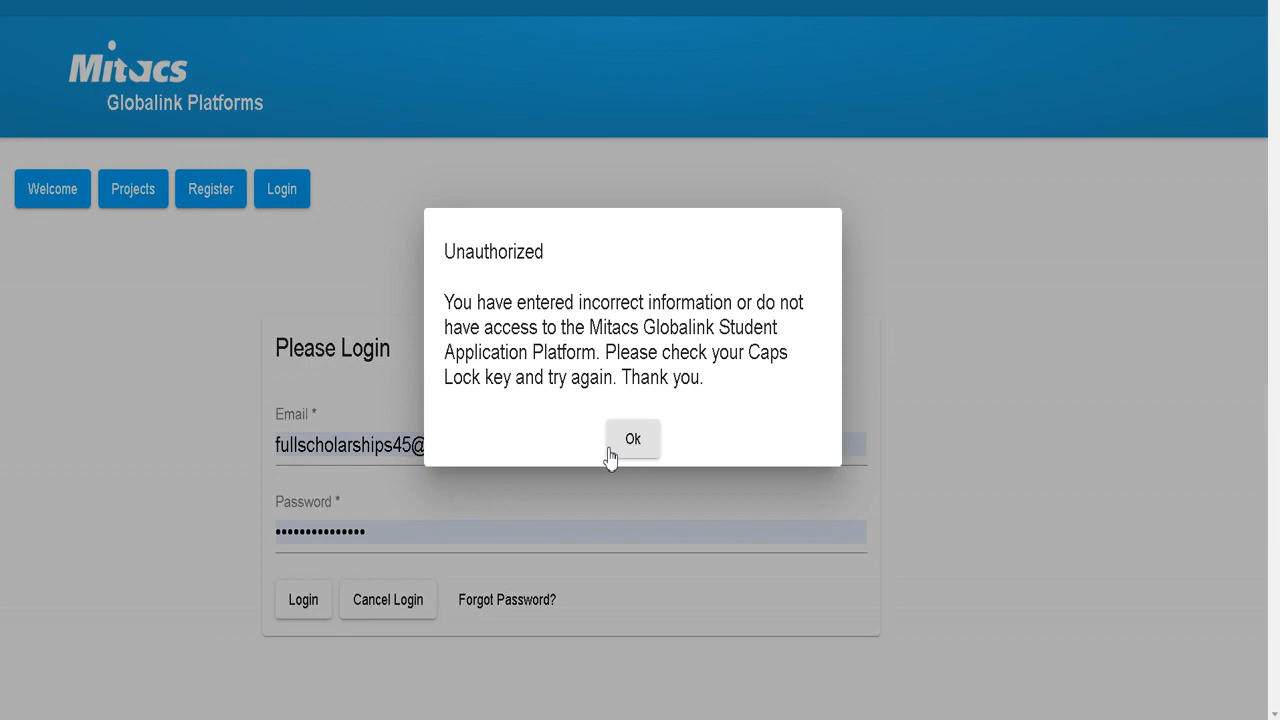 Mitacs
Globalink Platforms
Welcome Projects Register Login
Unauthorized
You have entered incorrect information or do not
have access to the Mitacs Globalink Student
Application Platform. Please check your Caps
Lock key and try again. Thank you.
Ok
Please Login
Email *
fullscholarships45@
Password *
•••••••••••••••
Login Cancel Login Forgot Password?